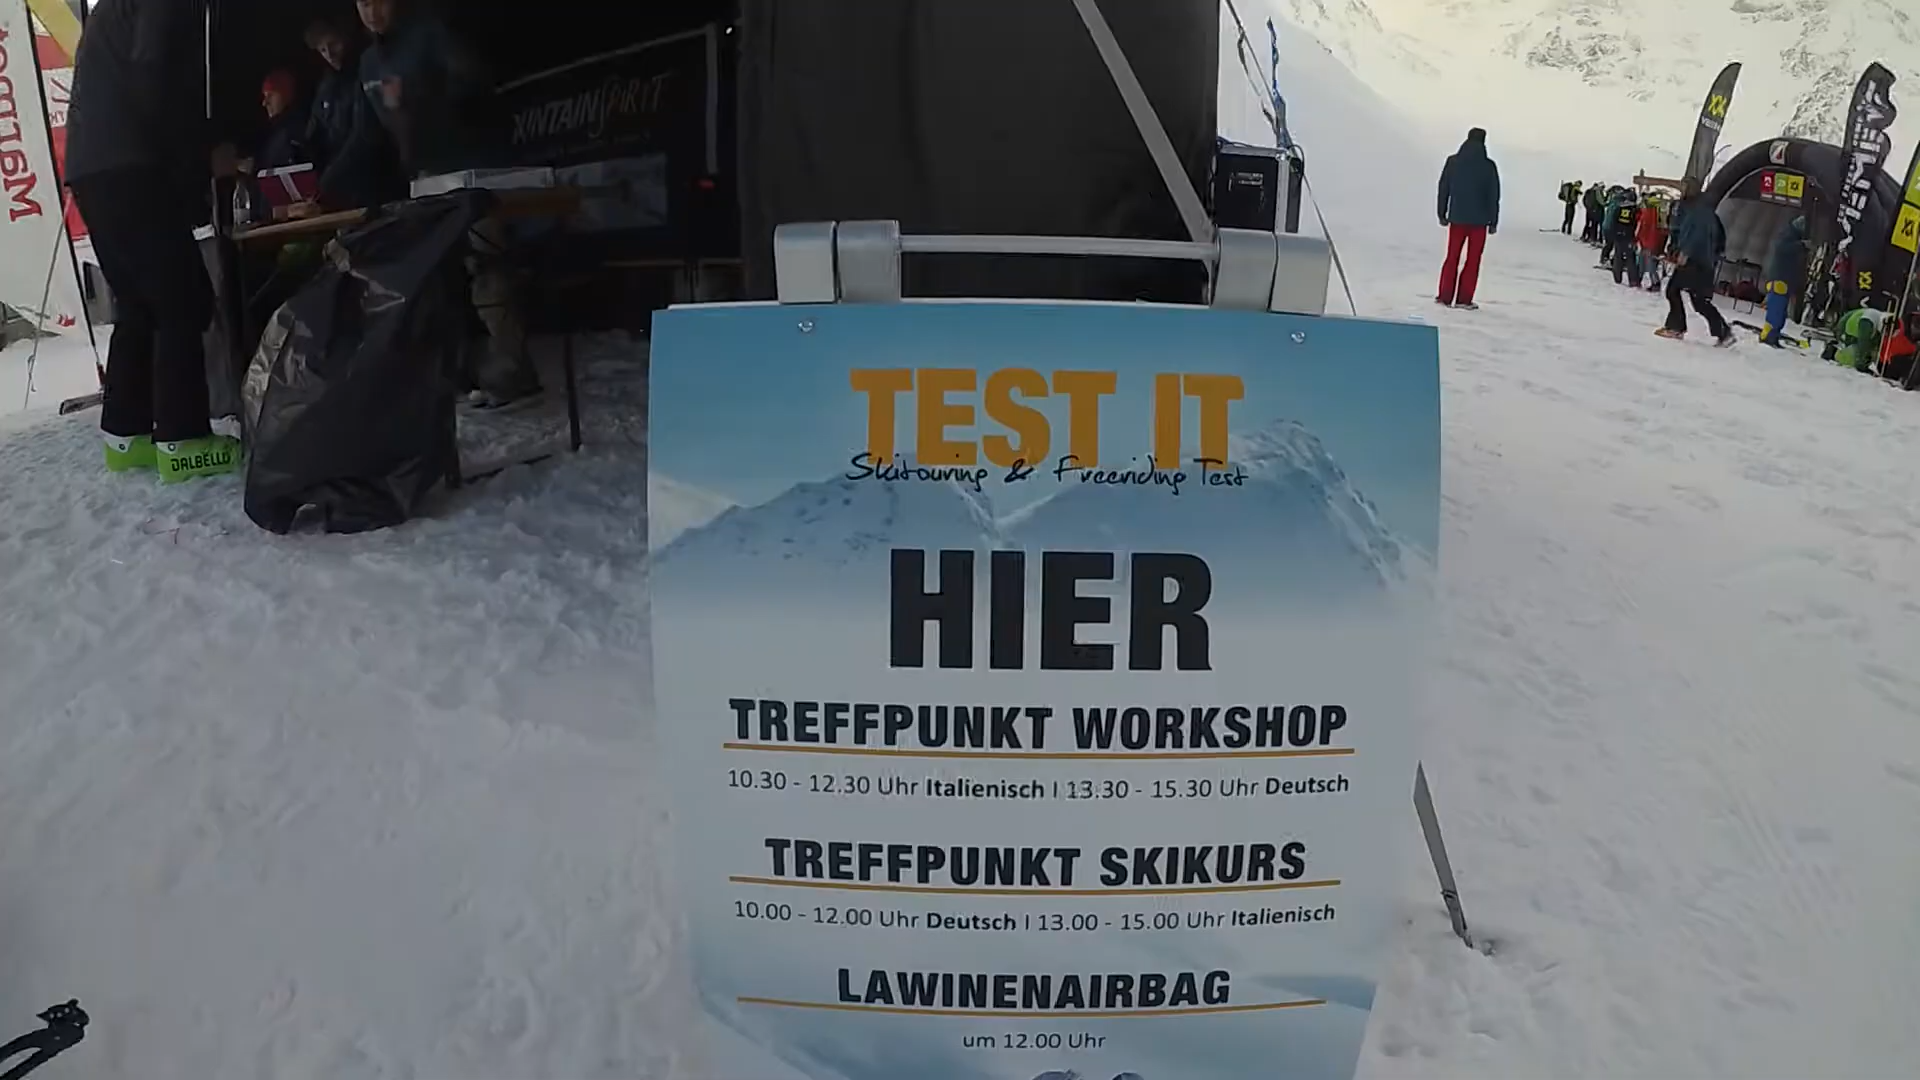 TEST IT
Skitouring & Freeriding Test
HIER
TREFFPUNKT WORKSHOP
10.30 - 12.30 Uhr Italienisch | 13.30 - 15.30 Uhr Deutsch
TREFFPUNKT SKIKURS
10.00 - 12.00 Uhr Deutsch | 13.00 - 15.00 Uhr Italienisch
LAWINENAIRBAG
um 12.00 Uhr
DALBELLO